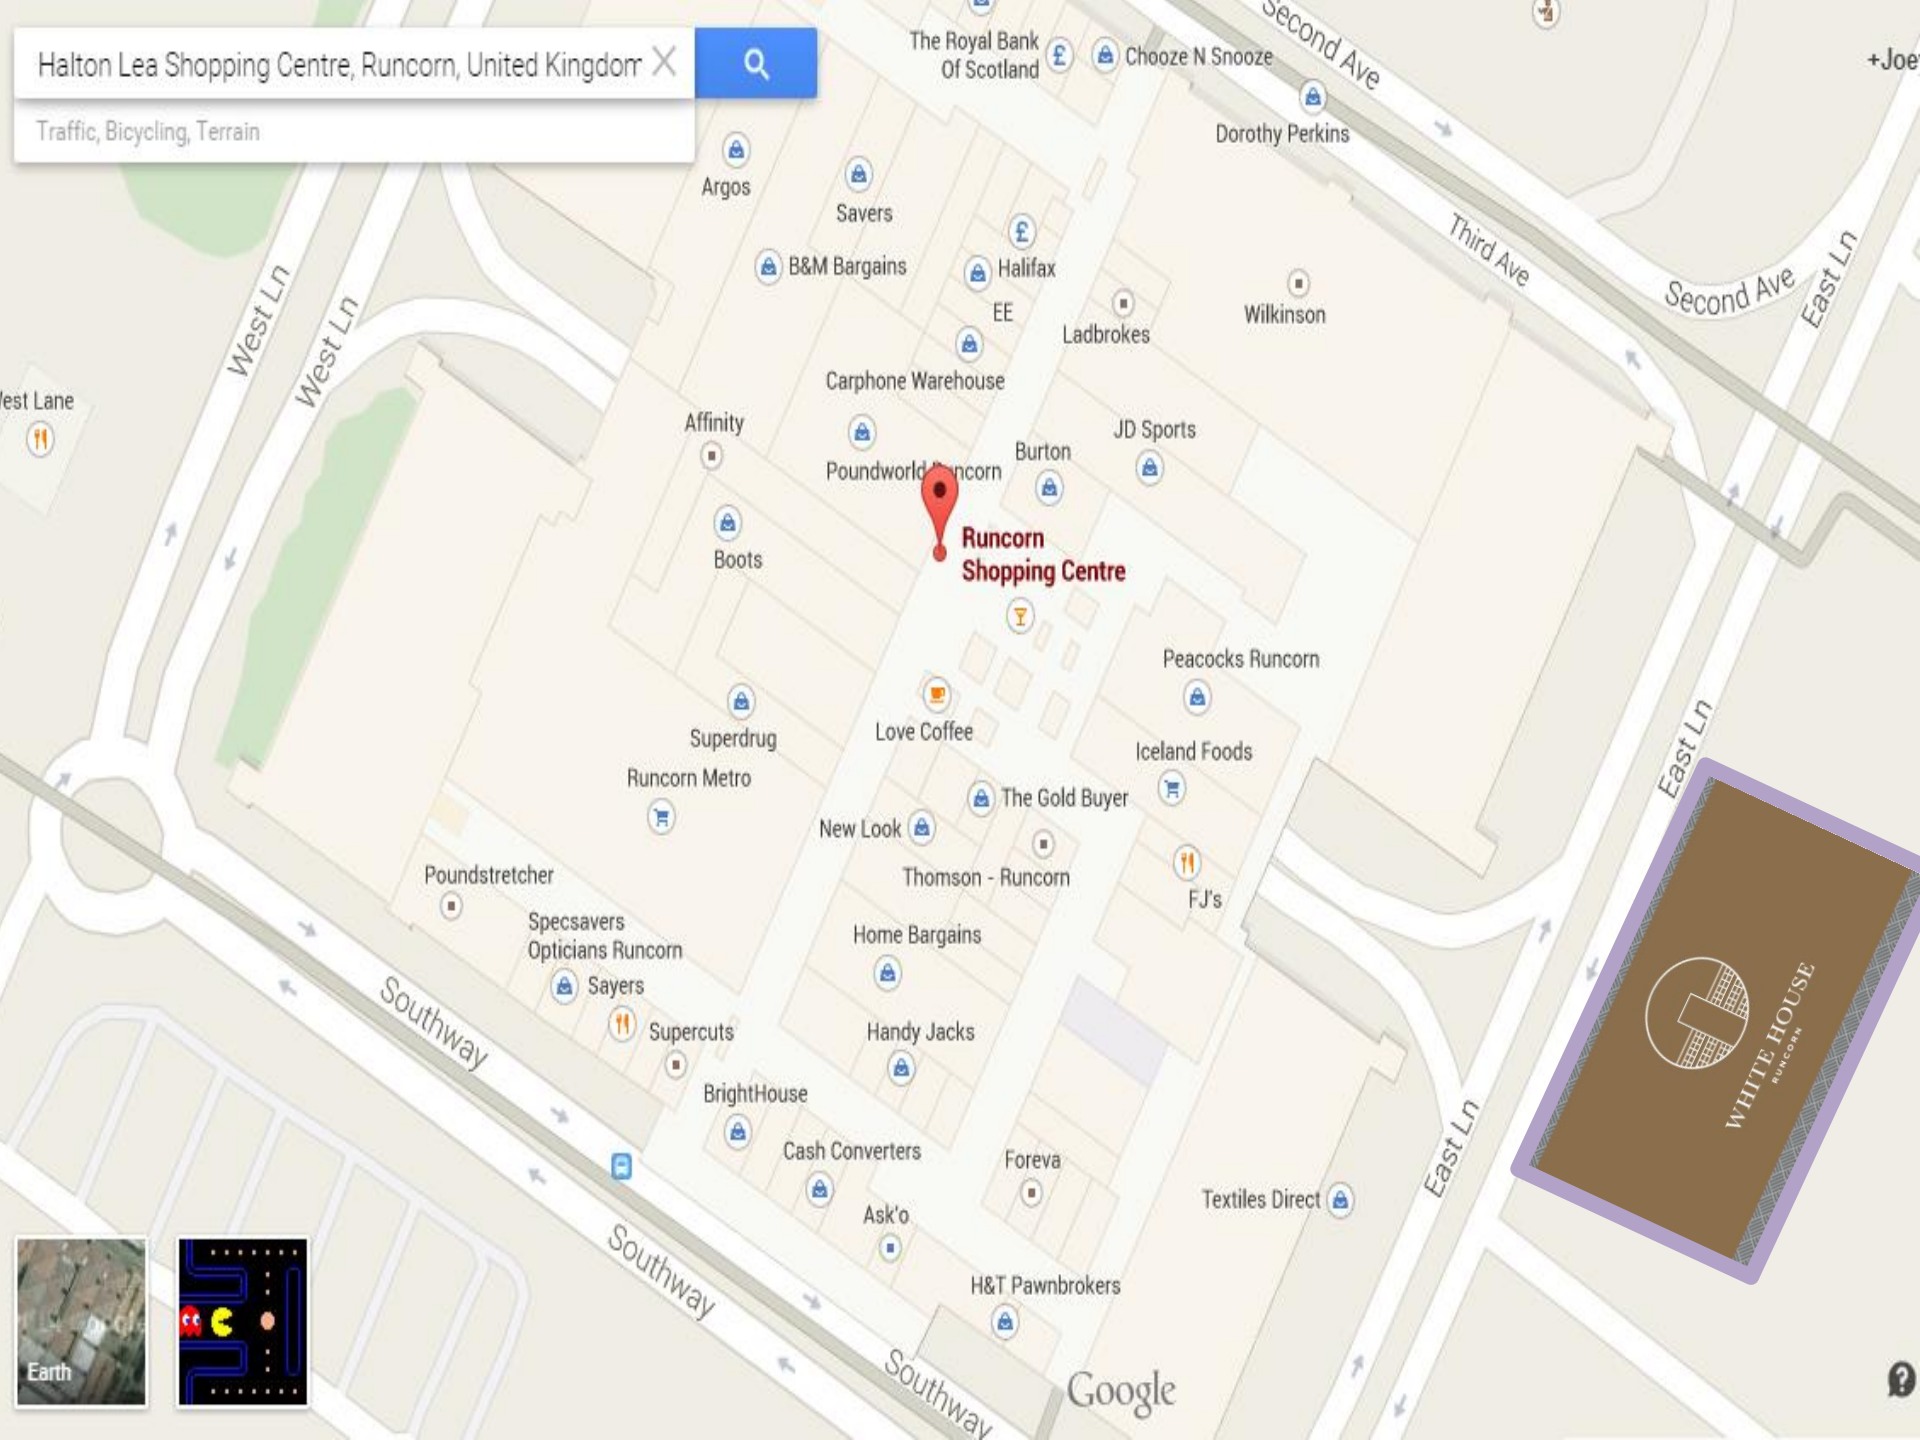 Halton Lea Shopping Centre, Runcorn, United Kingdom
Traffic, Bicycling, Terrain
+Joe
The Royal Bank
Of Scotland
Chooze N Snooze
Second Ave
Dorothy Perkins
Argos
Savers
B&M Bargains
Halifax
EE
Ladbrokes
Wilkinson
Third Ave
Second Ave
East Ln
West Ln
West Ln
Carphone Warehouse
est Lane
Affinity
Poundworld Runcorn
Burton
JD Sports
Boots
Runcorn
Shopping Centre
Peacocks Runcorn
Love Coffee
Superdrug
Runcorn Metro
Iceland Foods
East Ln
The Gold Buyer
New Look
Thomson - Runcorn
FJ's
Poundstretcher
Specsavers
Opticians Runcorn
Sayers
Supercuts
Home Bargains
Handy Jacks
Southway
BrightHouse
Cash Converters
Foreva
Ask'o
Textiles Direct
East Ln
WHITE HOUSE
RUNCORN
H&T Pawnbrokers
Southway
Southway
Earth
Google
?